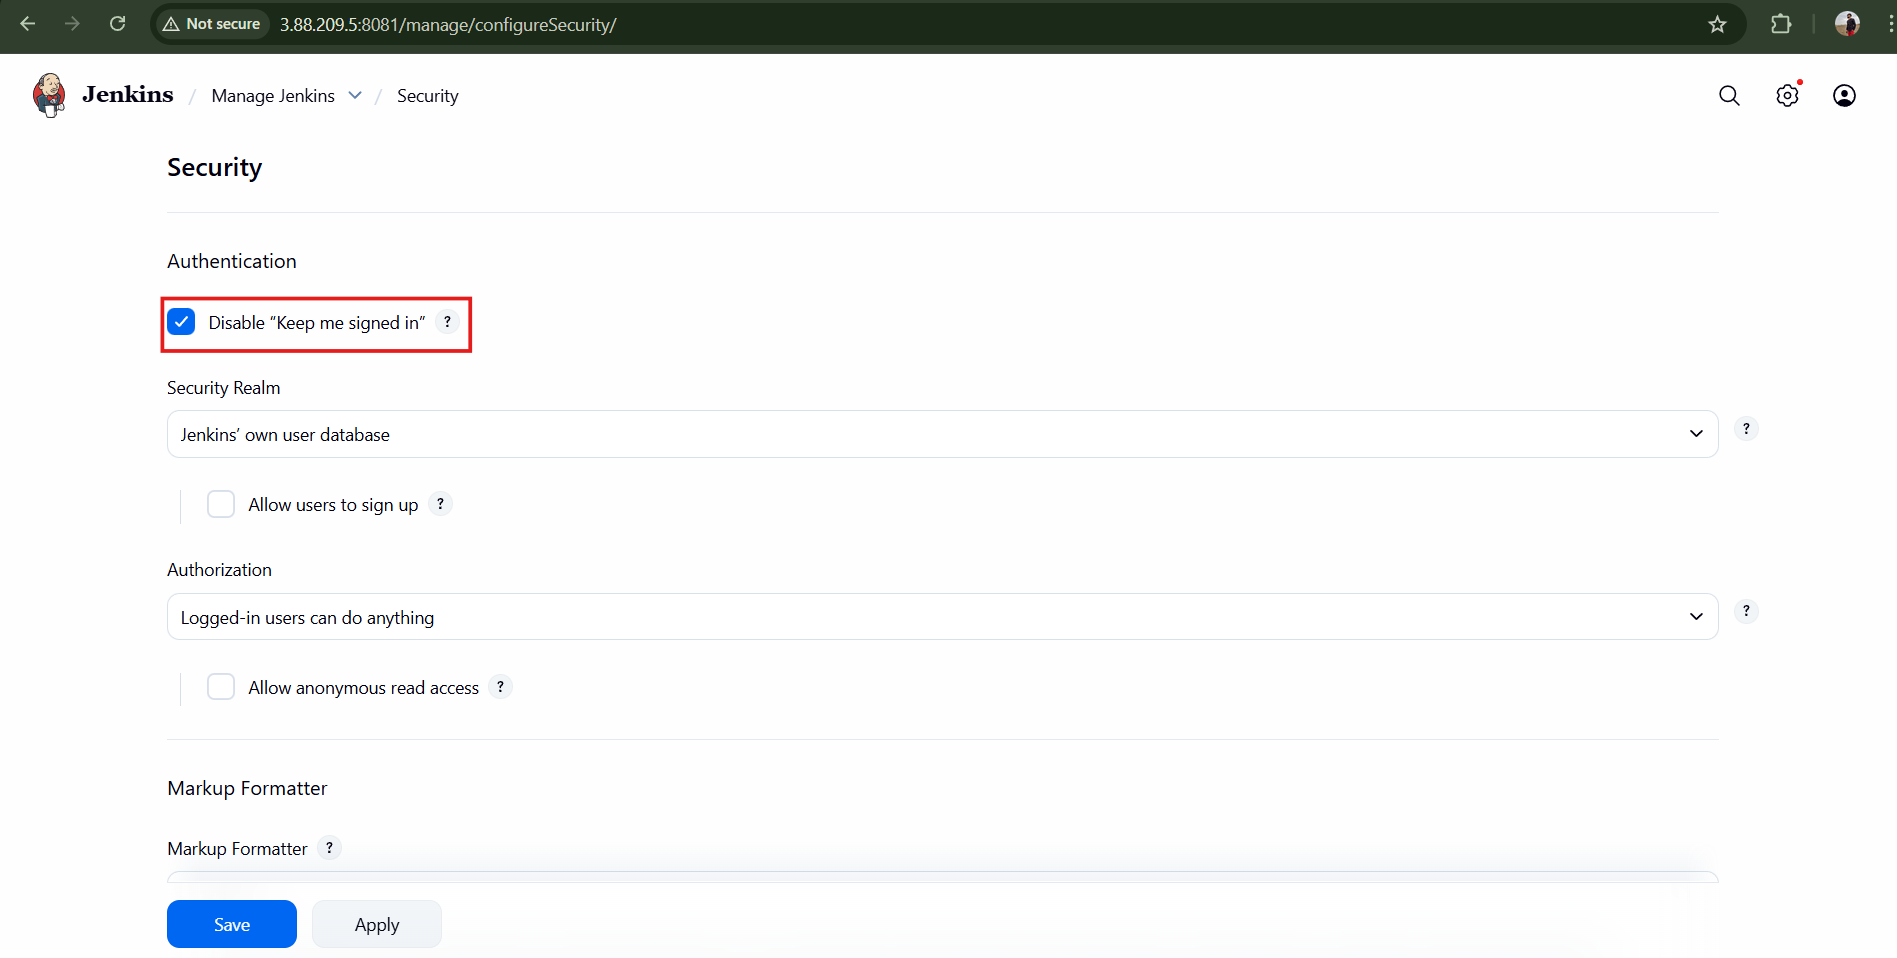 Not secure 3.88.209.5:8081/manage/configureSecurity/
Jenkins / Manage Jenkins / Security
Security
Authentication
Disable “Keep me signed in” ?
Security Realm
Jenkins’ own user database
?
Allow users to sign up ?
Authorization
Logged-in users can do anything
?
Allow anonymous read access ?
Markup Formatter
Markup Formatter ?
Save Apply